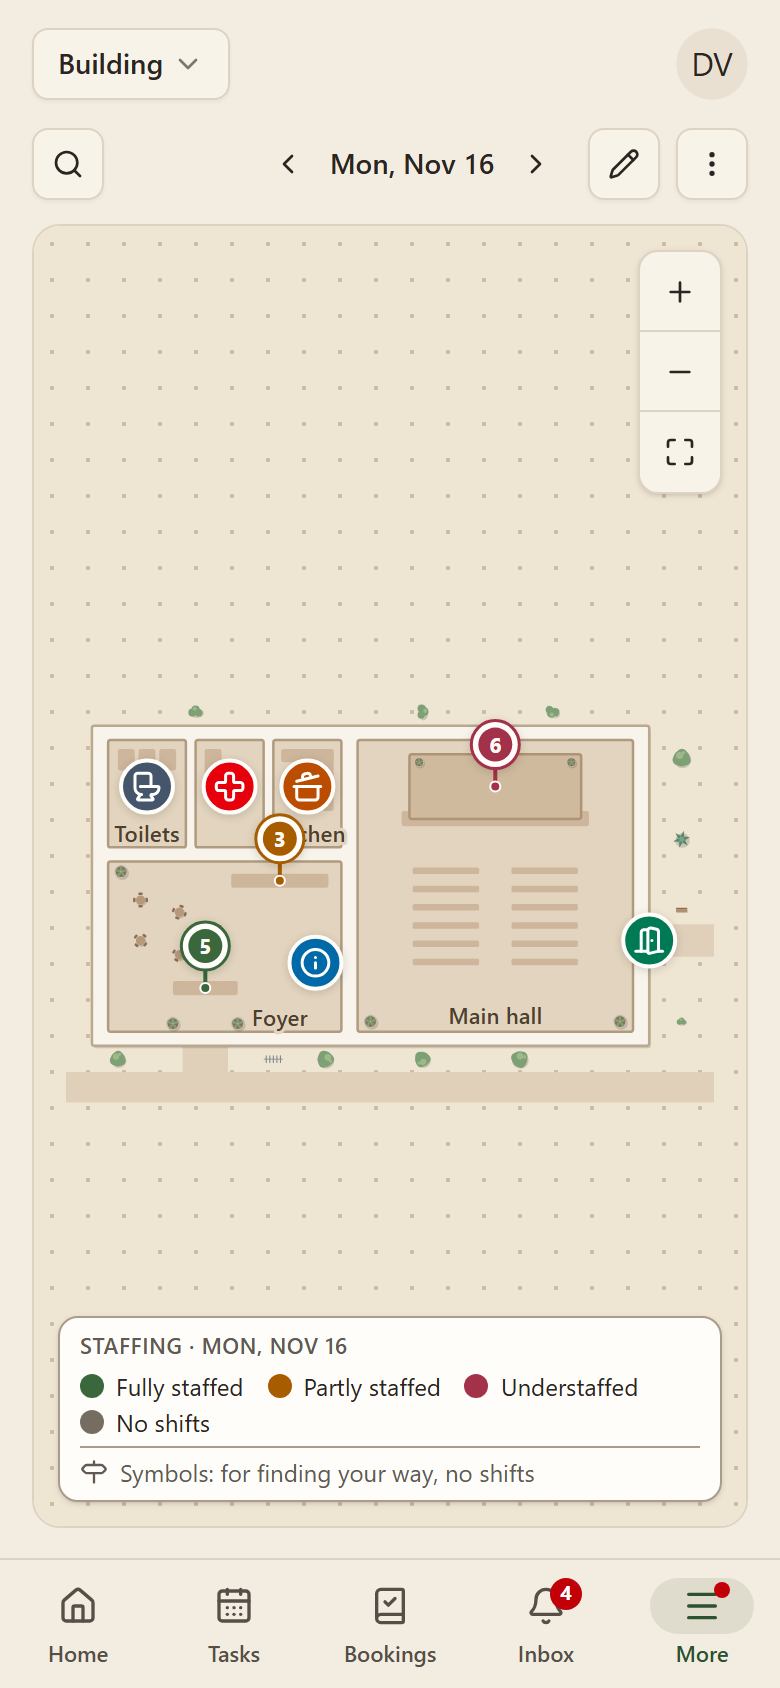 Building
DV
Mon, Nov 16
6
Toilets
3
5
Foyer
Main hall
STAFFING · MON, NOV 16
Fully staffed
Partly staffed
Understaffed
No shifts
Symbols: for finding your way, no shifts
4
Home
Tasks
Bookings
Inbox
More